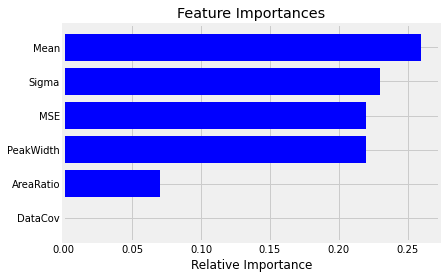 Feature Importances
Mean
Sigma
MSE
PeakWidth
AreaRatio
DataCov
0.00 0.05 0.10 0.15 0.20 0.25
Relative Importance